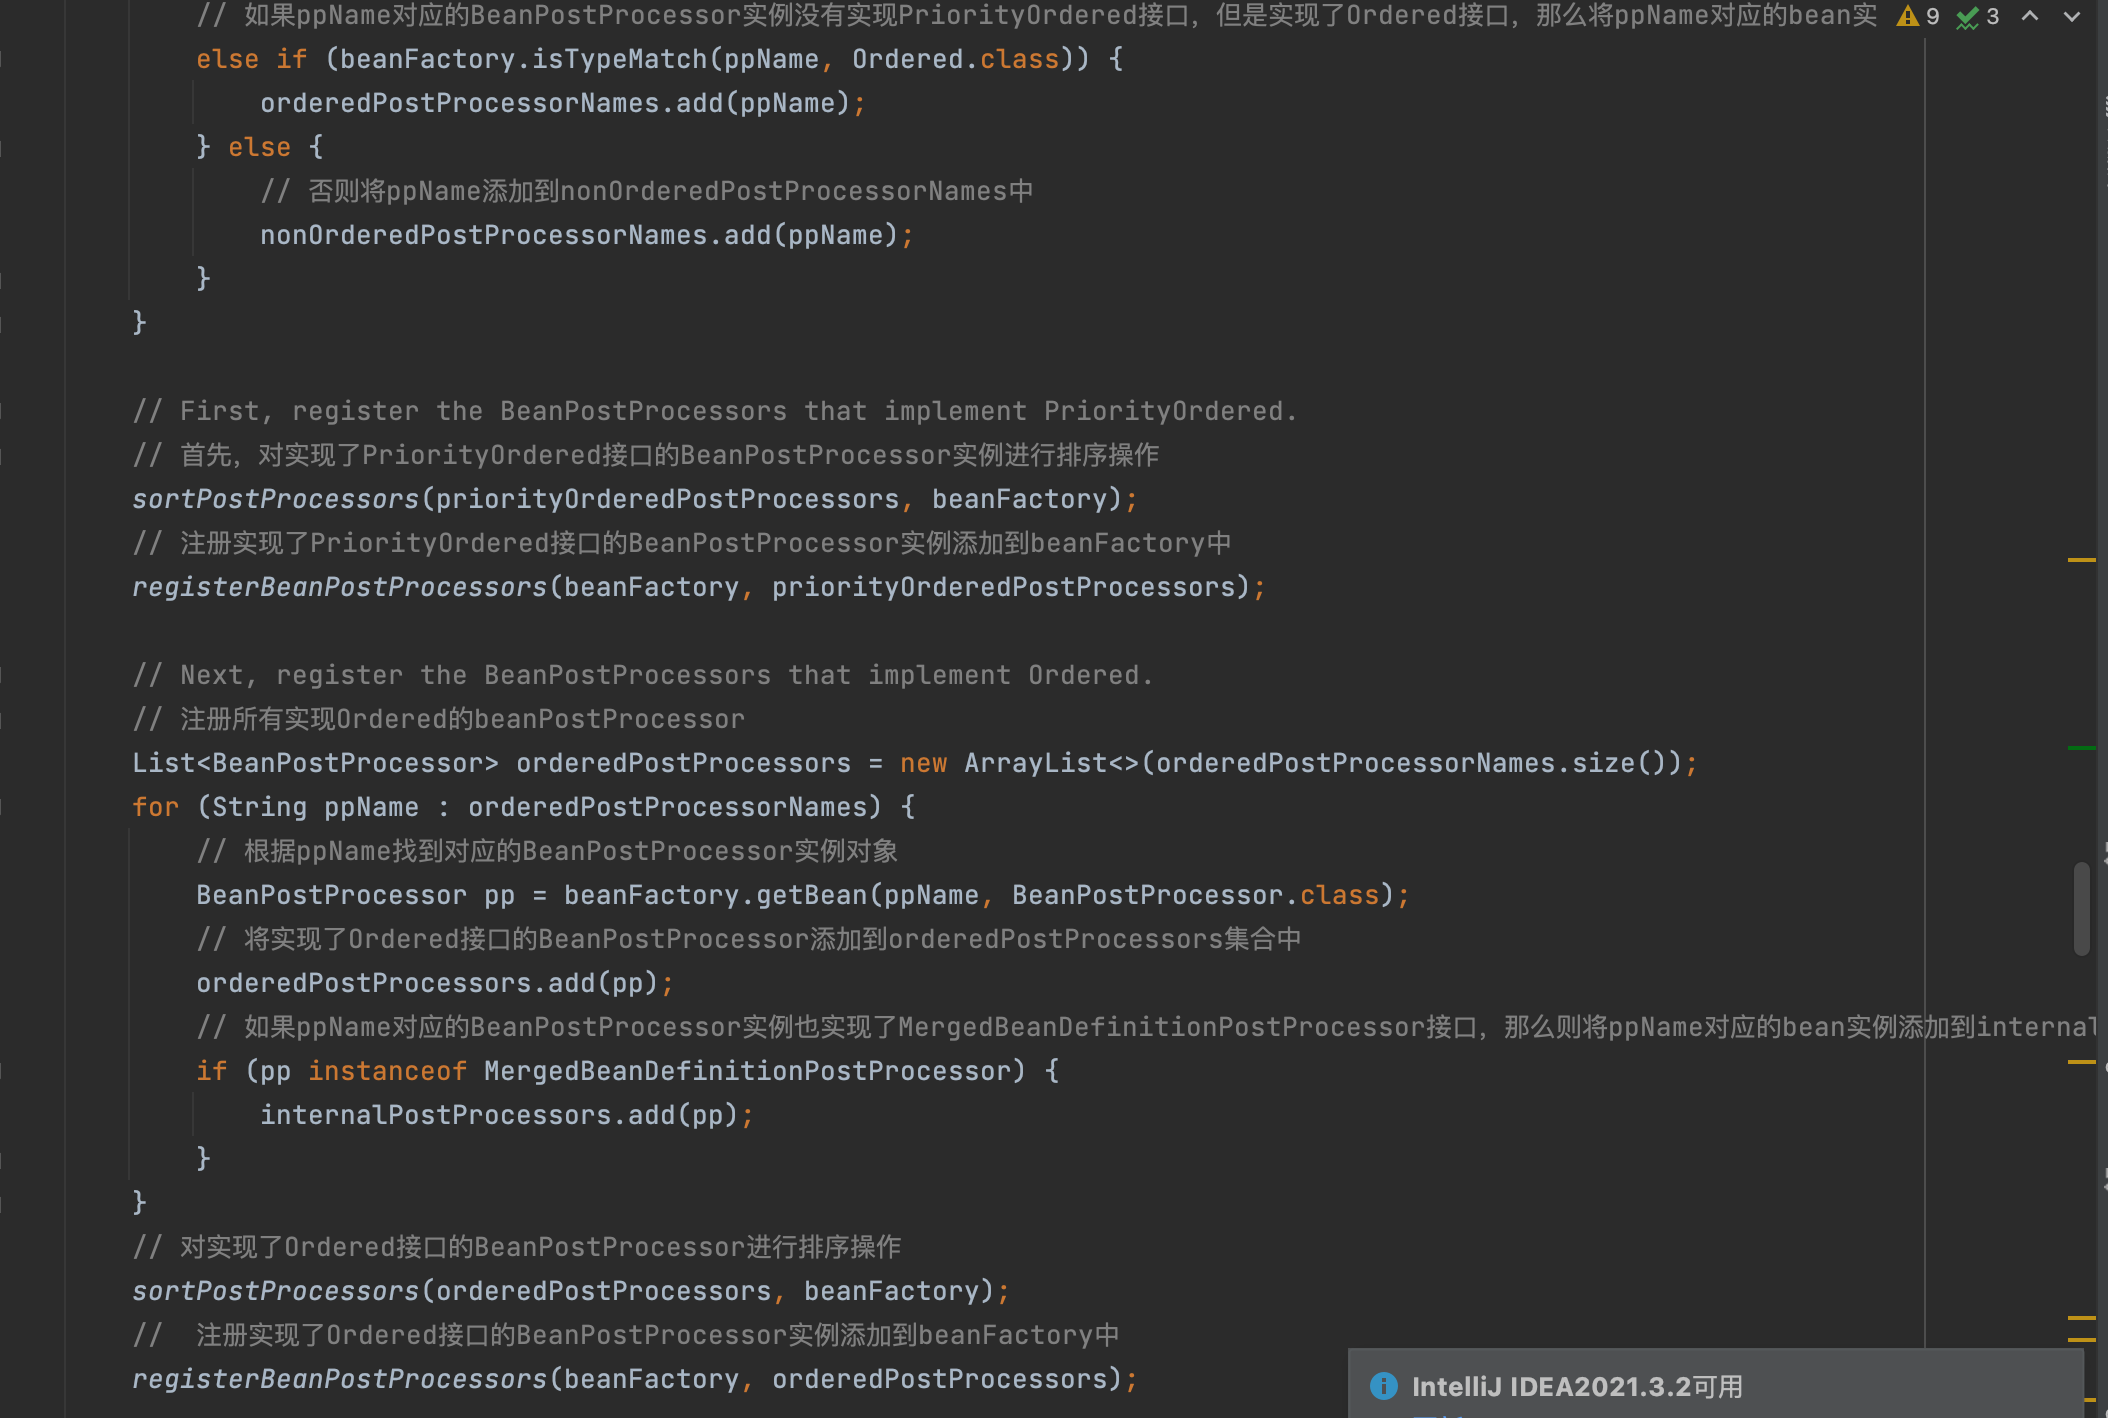 // 如果ppName对应的BeanPostProcessor实例没有实现PriorityOrdered接口，但是实现了Ordered接口，那么将ppName对应的bean实 9 3
else if (beanFactory.isTypeMatch(ppName, Ordered.class)) {
orderedPostProcessorNames.add(ppName);
} else {
// 否则将ppName添加到nonOrderedPostProcessorNames中
nonOrderedPostProcessorNames.add(ppName);
}
}
// First, register the BeanPostProcessors that implement PriorityOrdered.
// 首先，对实现了PriorityOrdered接口的BeanPostProcessor实例进行排序操作
sortPostProcessors(priorityOrderedPostProcessors, beanFactory);
// 注册实现了PriorityOrdered接口的BeanPostProcessor实例添加到beanFactory中
registerBeanPostProcessors(beanFactory, priorityOrderedPostProcessors);
// Next, register the BeanPostProcessors that implement Ordered.
// 注册所有实现Ordered的beanPostProcessor
List<BeanPostProcessor> orderedPostProcessors = new ArrayList<>(orderedPostProcessorNames.size());
for (String ppName : orderedPostProcessorNames) {
// 根据ppName找到对应的BeanPostProcessor实例对象
BeanPostProcessor pp = beanFactory.getBean(ppName, BeanPostProcessor.class);
// 将实现了Ordered接口的BeanPostProcessor添加到orderedPostProcessors集合中
orderedPostProcessors.add(pp);
// 如果ppName对应的BeanPostProcessor实例也实现了MergedBeanDefinitionPostProcessor接口，那么则将ppName对应的bean实例添加到internal
if (pp instanceof MergedBeanDefinitionPostProcessor) {
internalPostProcessors.add(pp);
}
}
// 对实现了Ordered接口的BeanPostProcessor进行排序操作
sortPostProcessors(orderedPostProcessors, beanFactory);
//  注册实现了Ordered接口的BeanPostProcessor实例添加到beanFactory中
registerBeanPostProcessors(beanFactory, orderedPostProcessors);
IntelliJ IDEA2021.3.2可用